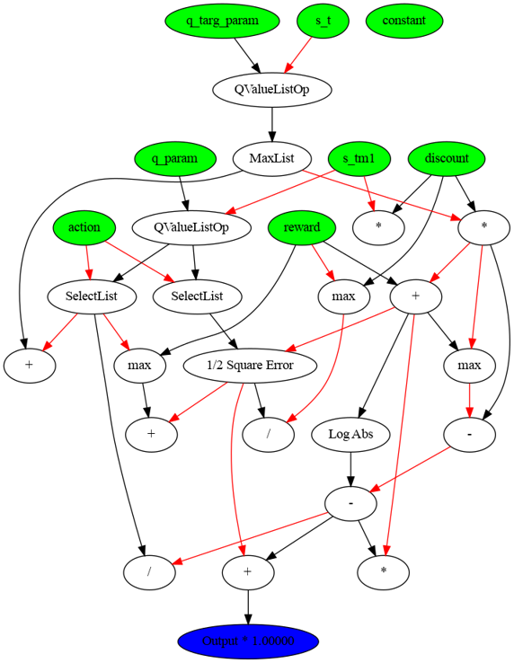 q_targ_param
s_t
constant
QValueListOp
MaxList
q_param
s_tm1
discount
action
QValueListOp
reward
*
*
SelectList
SelectList
max
+
+
max
1/2 Square Error
max
+
/
Log Abs
-
-
/
+
*
Output * 1.00000